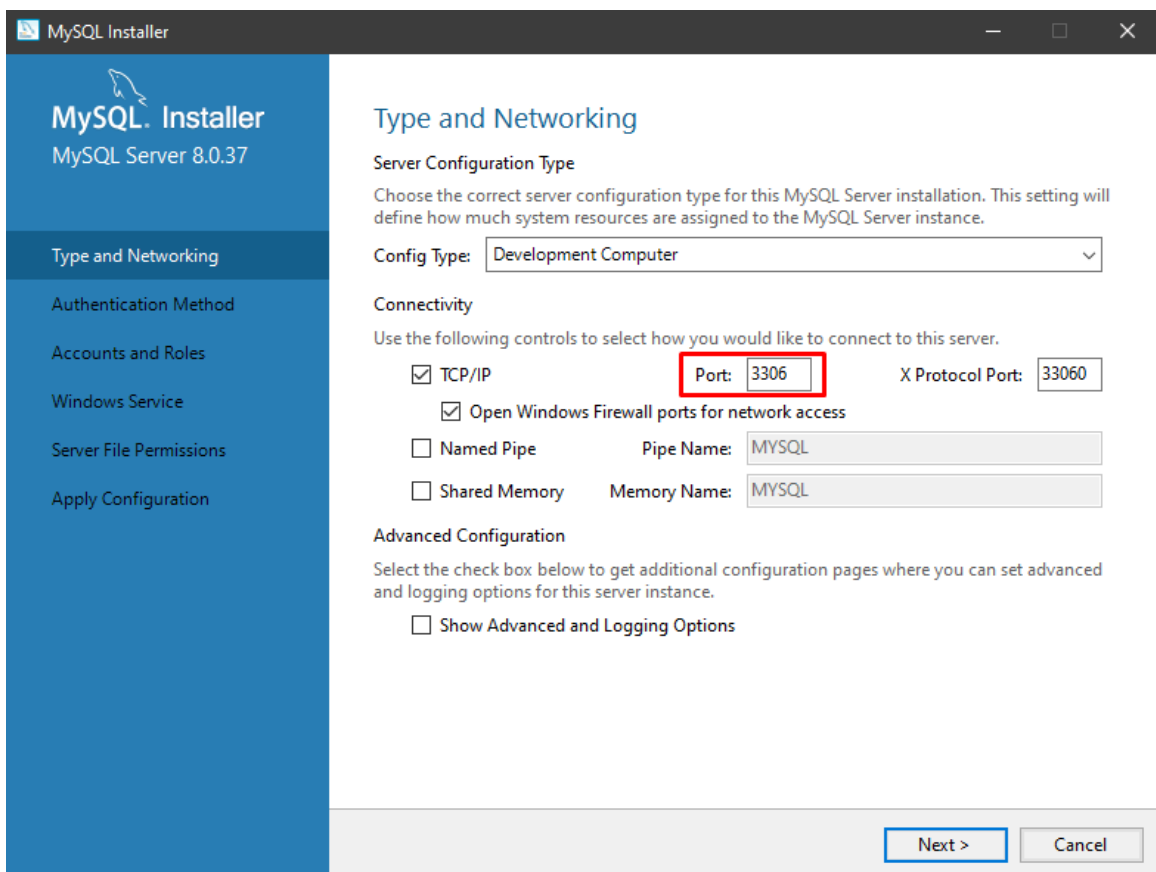 MySQL Installer
MySQL. Installer
MySQL Server 8.0.37
Type and Networking
Authentication Method
Accounts and Roles
Windows Service
Server File Permissions
Apply Configuration
Type and Networking
Server Configuration Type
Choose the correct server configuration type for this MySQL Server installation. This setting will
define how much system resources are assigned to the MySQL Server instance.
Config Type: Development Computer
Connectivity
Use the following controls to select how you would like to connect to this server.
TCP/IP Port: 3306 X Protocol Port: 33060
Open Windows Firewall ports for network access
Named Pipe Pipe Name: MYSQL
Shared Memory Memory Name: MYSQL
Advanced Configuration
Select the check box below to get additional configuration pages where you can set advanced
and logging options for this server instance.
Show Advanced and Logging Options
Next > Cancel